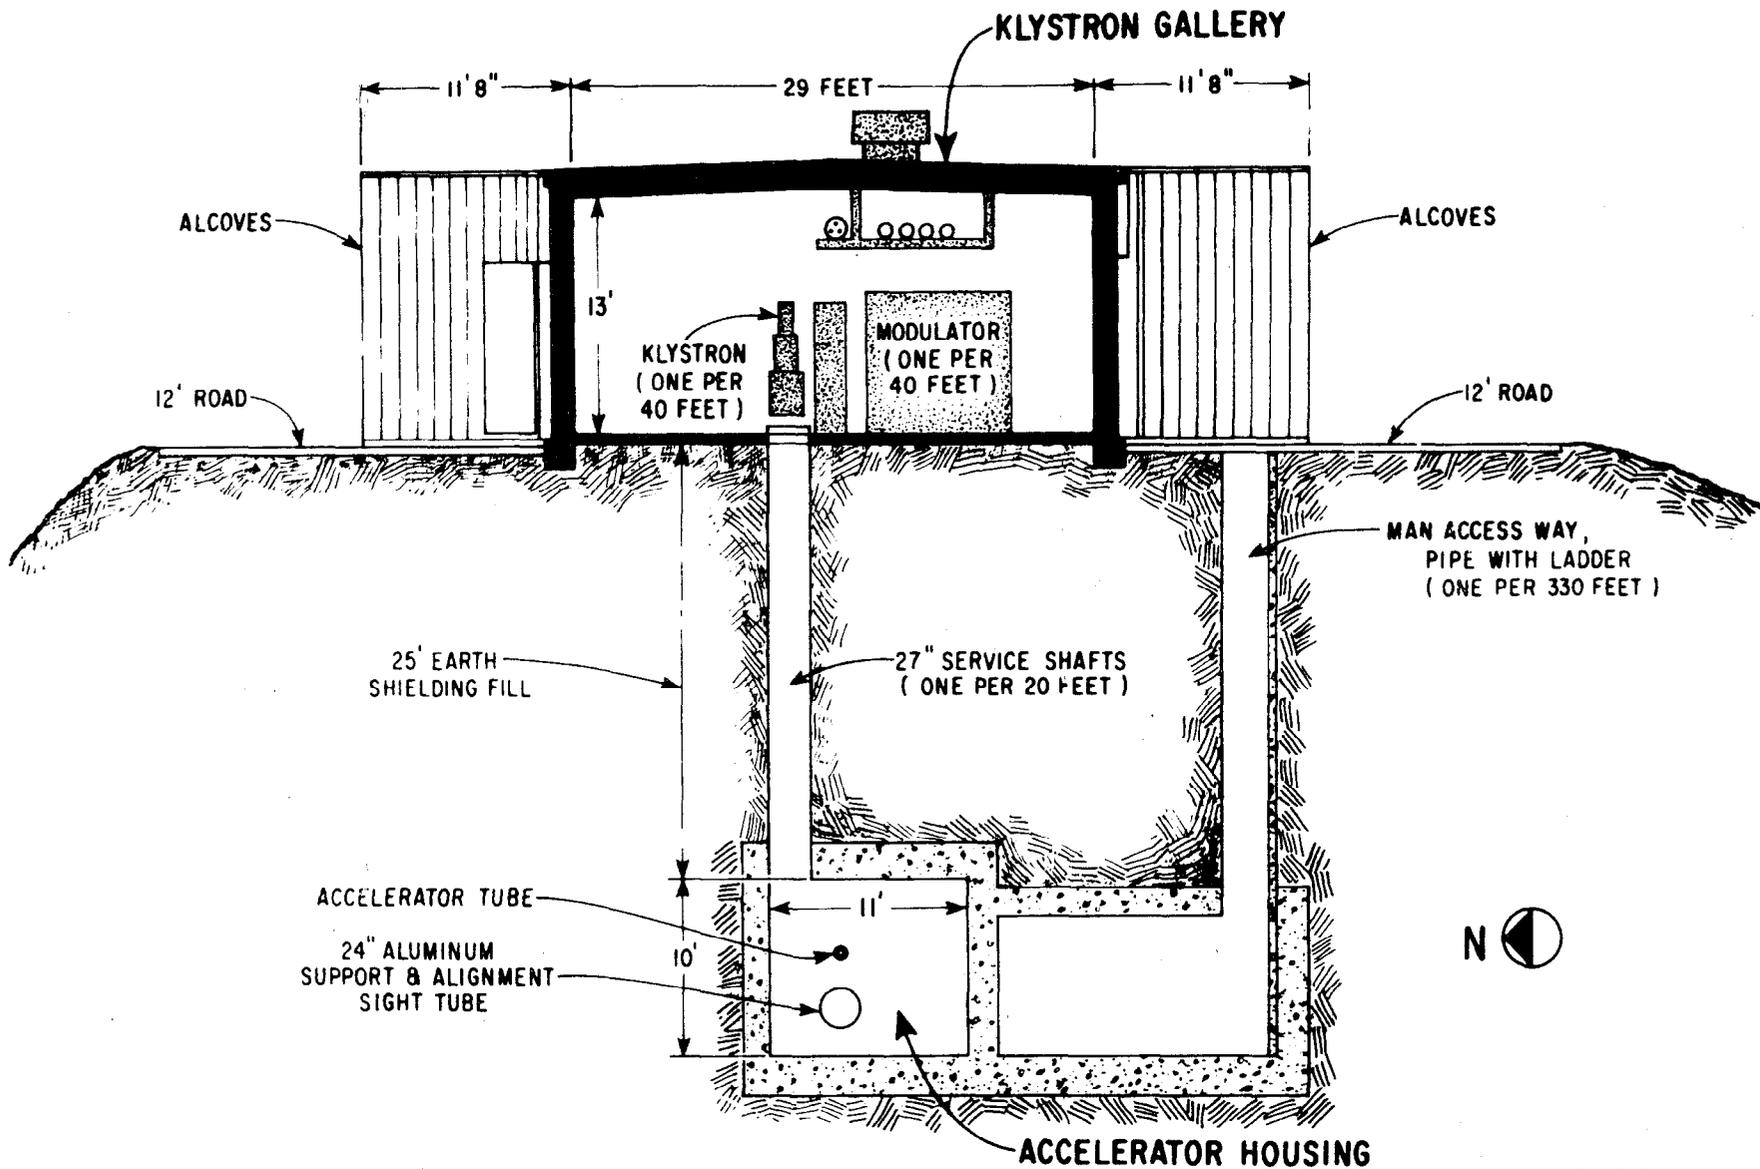 KLYSTRON GALLERY
11'8"
29 FEET
11'8"
ALCOVES
ALCOVES
13'
KLYSTRON
(ONE PER
40 FEET)
MODULATOR
(ONE PER
40 FEET)
12' ROAD
12' ROAD
MAN ACCESS WAY,
PIPE WITH LADDER
(ONE PER 330 FEET)
25' EARTH
SHIELDING FILL
27" SERVICE SHAFTS
(ONE PER 20 FEET)
ACCELERATOR TUBE
11'
10'
24" ALUMINUM
SUPPORT & ALIGNMENT
SIGHT TUBE
N
ACCELERATOR HOUSING